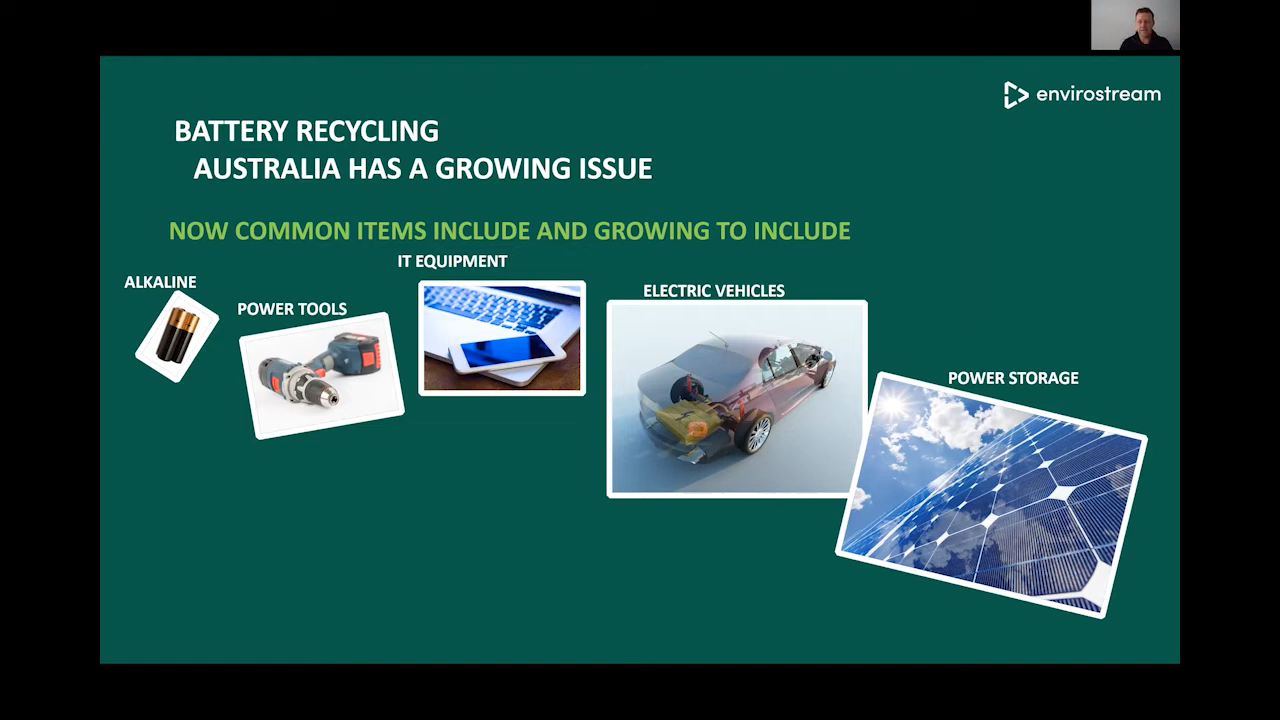 envirostream
BATTERY RECYCLING
AUSTRALIA HAS A GROWING ISSUE
NOW COMMON ITEMS INCLUDE AND GROWING TO INCLUDE
ALKALINE
POWER TOOLS
IT EQUIPMENT
ELECTRIC VEHICLES
POWER STORAGE